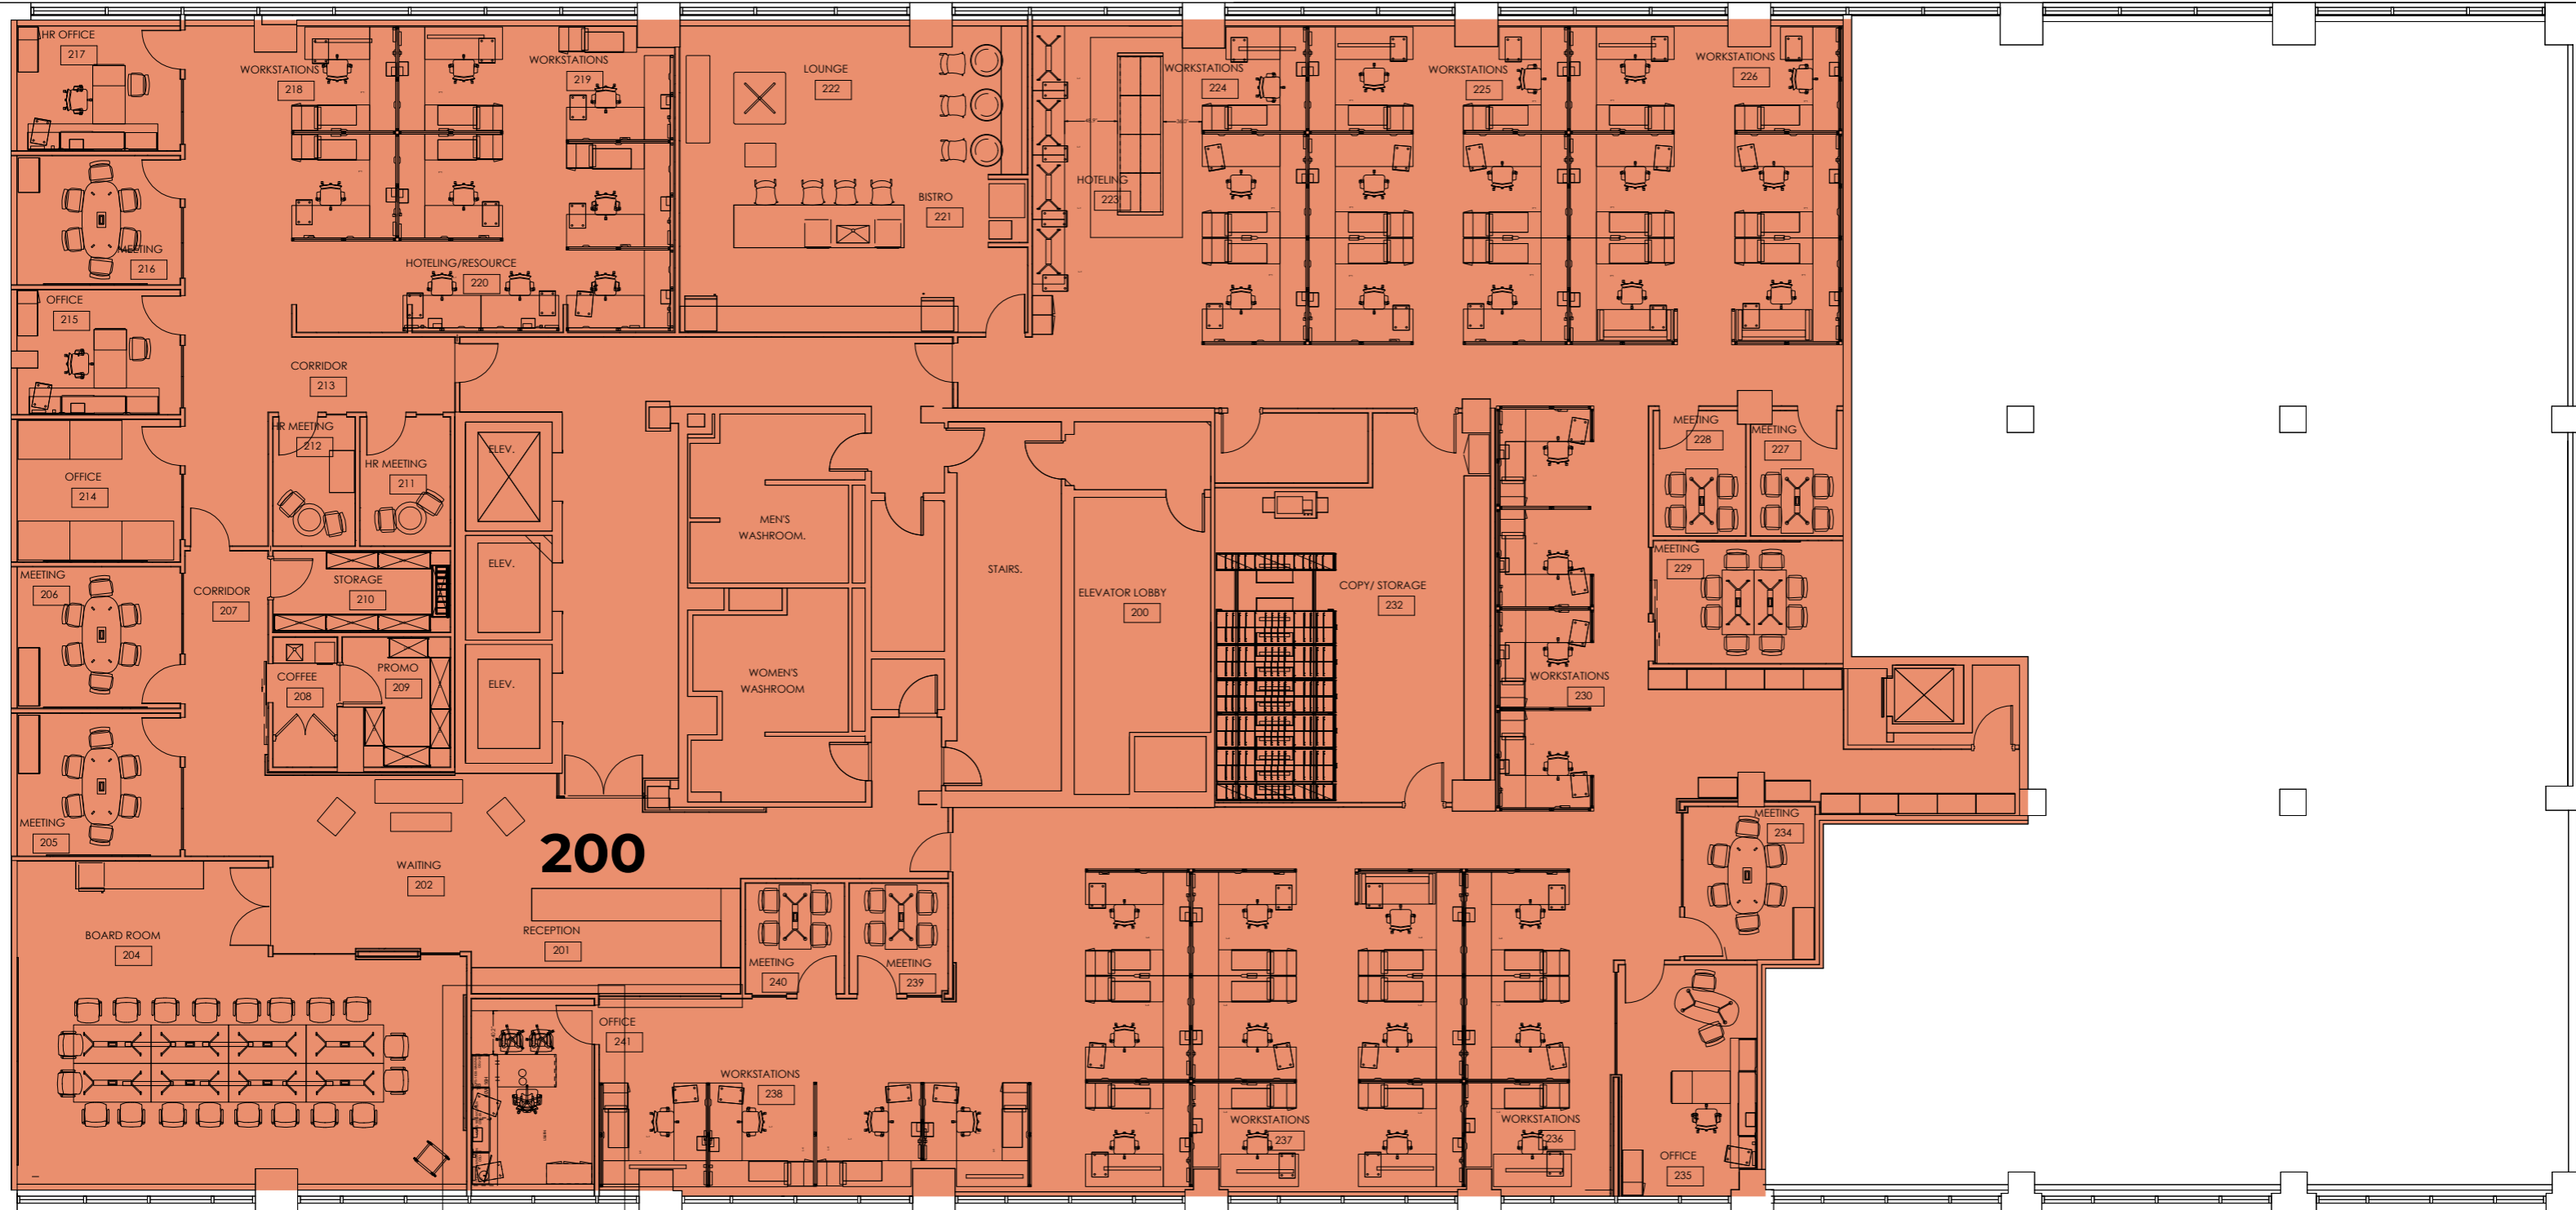 HR OFFICE
217
WORKSTATIONS
218
WORKSTATIONS
219
LOUNGE
222
WORKSTATIONS
224
WORKSTATIONS
225
WORKSTATIONS
226
MEETING
216
HOTELING
223
BISTRO
221
HOTELING/RESOURCE
220
OFFICE
215
CORRIDOR
213
HR MEETING
212
HR MEETING
211
ELEV.
MEETING
228
MEETING
227
OFFICE
214
MEN'S
WASHROOM.
MEETING
206
CORRIDOR
207
STORAGE
210
ELEV.
STAIRS.
ELEVATOR LOBBY
200
COPY/ STORAGE
232
MEETING
229
COFFEE
208
PROMO
209
ELEV.
WOMEN'S
WASHROOM
WORKSTATIONS
230
MEETING
205
WAITING
202
200
MEETING
234
BOARD ROOM
204
RECEPTION
201
MEETING
240
MEETING
239
OFFICE
241
WORKSTATIONS
238
WORKSTATIONS
237
WORKSTATIONS
236
OFFICE
235